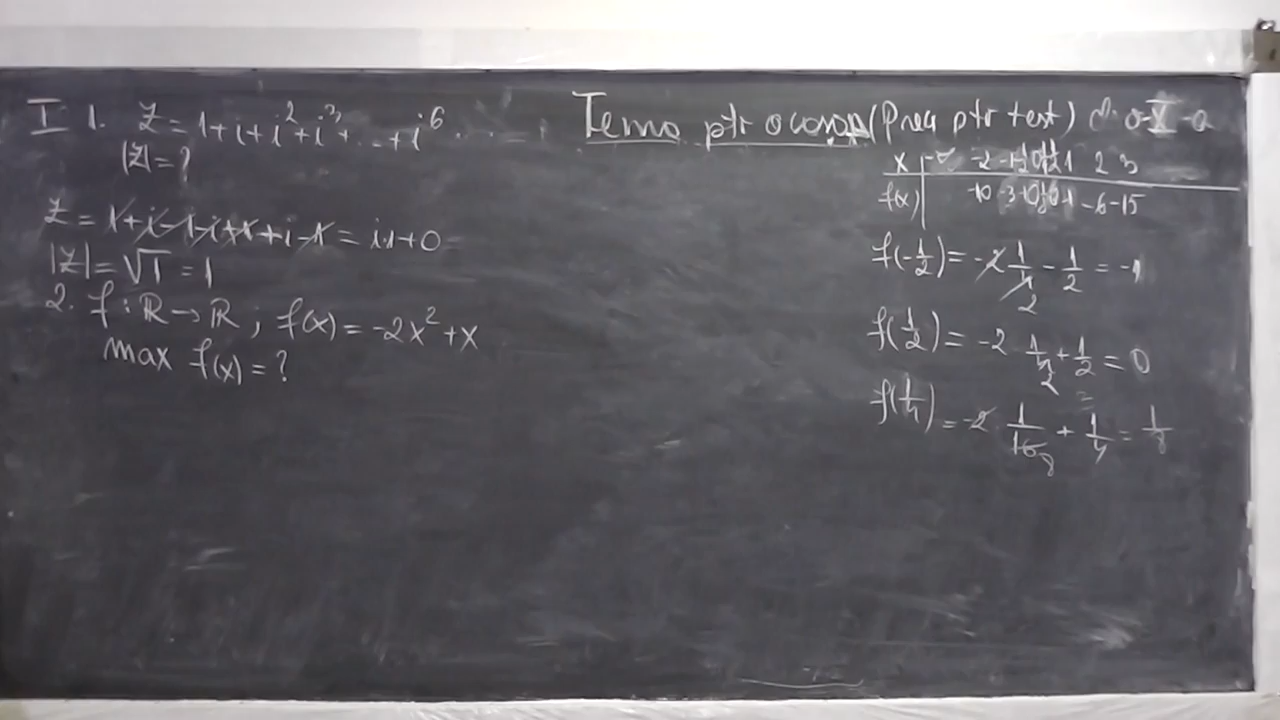 I 1. Z = 1+i+i²+i³+...+i⁶
|Z| = ?
Z = 1+i-1-i+1+i-1 = i·1+0
|Z| = √1 = 1
2. f : ℝ → ℝ ; f(x) = -2x²+x
max f(x) = ?
Tema ptr acasa (Preg ptr test) cl. a X-a
x -2 -1 0 1 2 3
f(x) -10 -3 -6 -15
f(-1/2) = -2 1/4 - 1/2 = -1
f(1/2) = -2 1/4 + 1/2 = 0
f(1/4) = -2 1/16 + 1/4 = 1/8